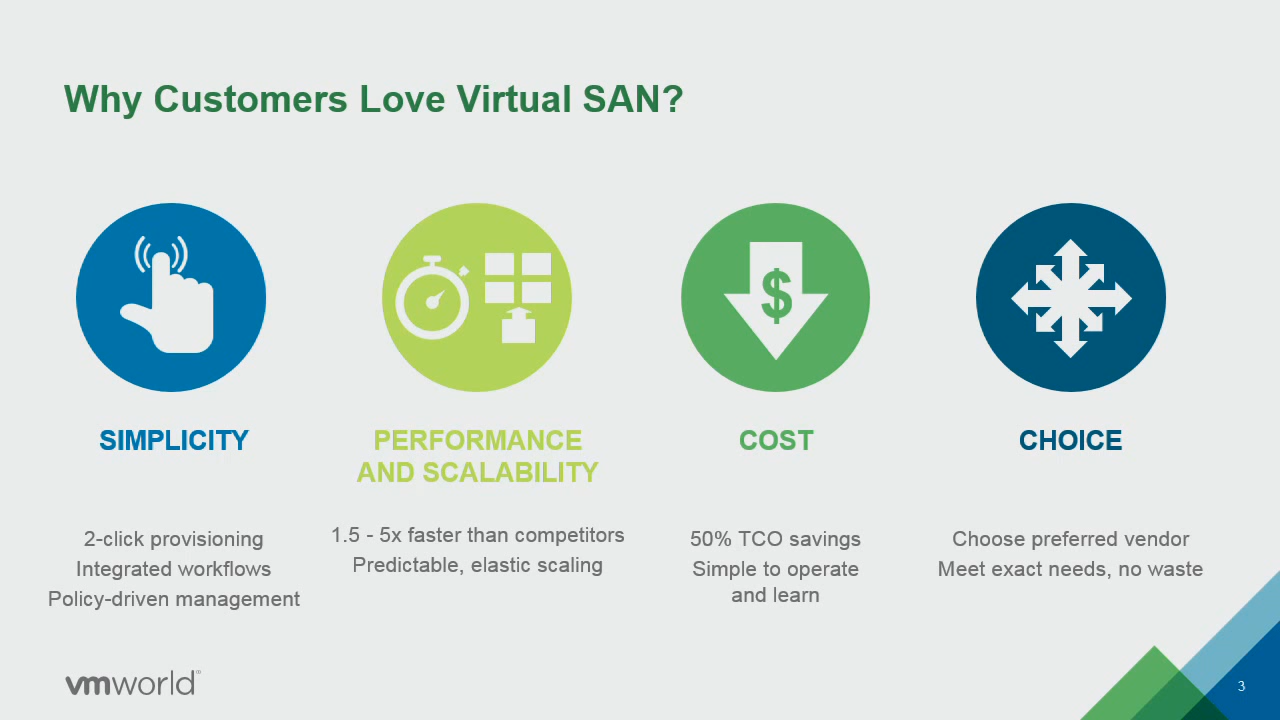 Why Customers Love Virtual SAN?
$
SIMPLICITY
2-click provisioning
Integrated workflows
Policy-driven management
PERFORMANCE
AND SCALABILITY
1.5 - 5x faster than competitors
Predictable, elastic scaling
COST
50% TCO savings
Simple to operate
and learn
CHOICE
Choose preferred vendor
Meet exact needs, no waste
vmworld®
3